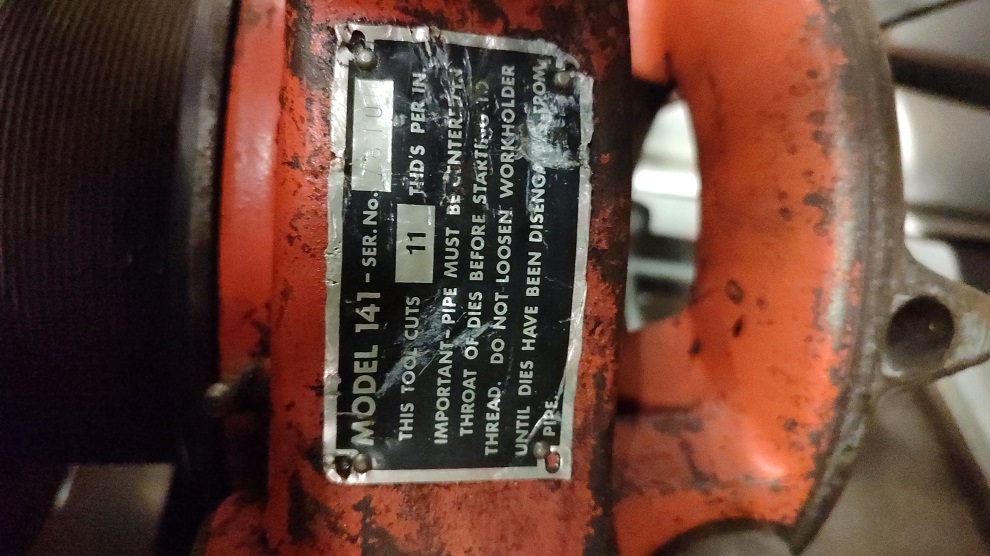 MODEL 141 - SER. No.
THIS TOOL CUTS 11 THD'S PER IN.
IMPORTANT - PIPE MUST BE CENTERED IN
THROAT OF DIES BEFORE STARTING TO
THREAD. DO NOT LOOSEN WORKHOLDER
UNTIL DIES HAVE BEEN DISENGAGED FROM
PIPE.